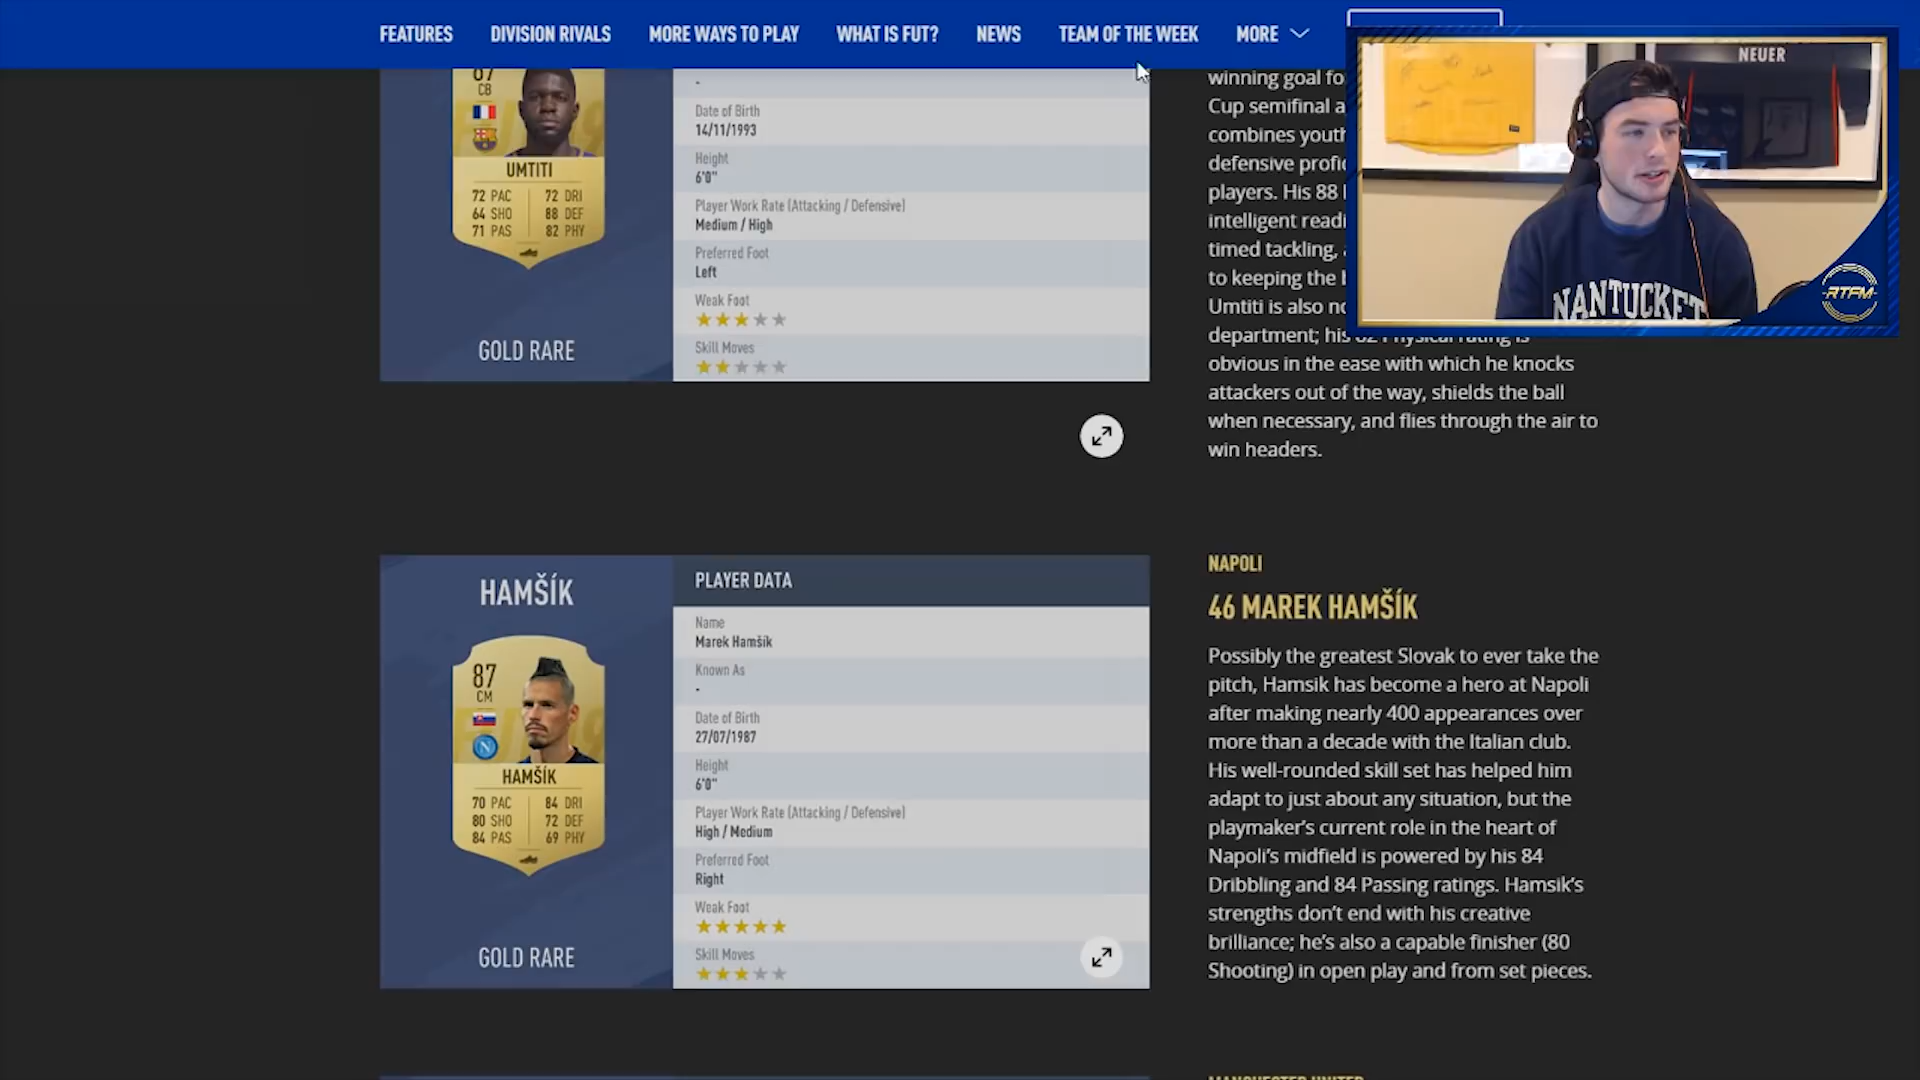 FEATURES DIVISION RIVALS MORE WAYS TO PLAY WHAT IS FUT? NEWS TEAM OF THE WEEK MORE
87
CB
UMTITI
72 PAC 72 DRI
64 SHO 88 DEF
71 PAS 82 PHY
GOLD RARE
-
Date of Birth
14/11/1993
Height
6'0"
Player Work Rate (Attacking / Defensive)
Medium / High
Preferred Foot
Left
Weak Foot
Skill Moves
winning goal fo
Cup semifinal a
combines youth
defensive profi
players. His 88
intelligent readi
timed tackling,
to keeping the
Umtiti is also no
department; his 82 Physical rating is
obvious in the ease with which he knocks
attackers out of the way, shields the ball
when necessary, and flies through the air to
win headers.
NEUER
NANTUCKET
RTFM
HAMŠÍK
87
CM
N
HAMŠÍK
70 PAC 84 DRI
80 SHO 72 DEF
84 PAS 69 PHY
GOLD RARE
PLAYER DATA
Name
Marek Hamšík
Known As
-
Date of Birth
27/07/1987
Height
6'0"
Player Work Rate (Attacking / Defensive)
High / Medium
Preferred Foot
Right
Weak Foot
Skill Moves
NAPOLI
46 MAREK HAMŠÍK
Possibly the greatest Slovak to ever take the
pitch, Hamsik has become a hero at Napoli
after making nearly 400 appearances over
more than a decade with the Italian club.
His well-rounded skill set has helped him
adapt to just about any situation, but the
playmaker's current role in the heart of
Napoli's midfield is powered by his 84
Dribbling and 84 Passing ratings. Hamsik's
strengths don't end with his creative
brilliance; he's also a capable finisher (80
Shooting) in open play and from set pieces.
MANCHESTER UNITED